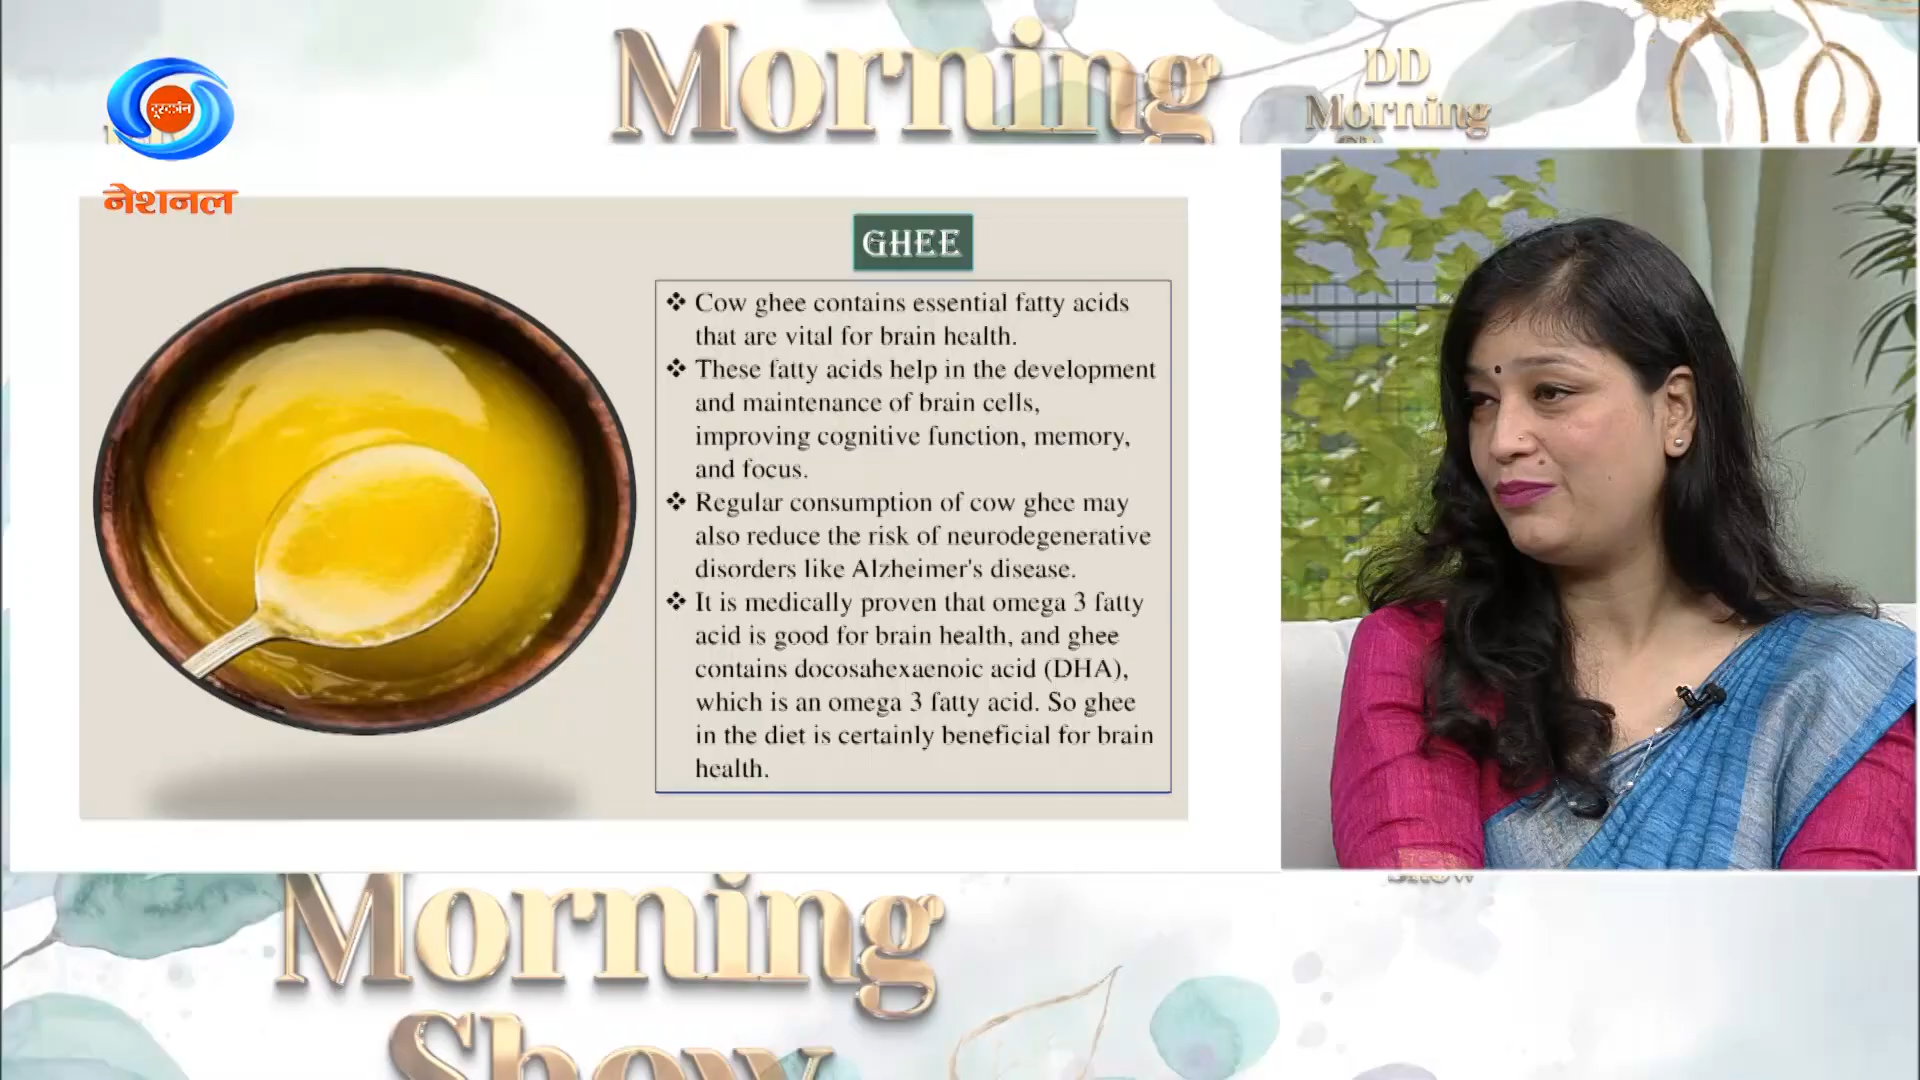 Morning
DD
Morning
दूरदर्शन
नेशनल
GHEE
❖ Cow ghee contains essential fatty acids
that are vital for brain health.
❖ These fatty acids help in the development
and maintenance of brain cells,
improving cognitive function, memory,
and focus.
❖ Regular consumption of cow ghee may
also reduce the risk of neurodegenerative
disorders like Alzheimer's disease.
❖ It is medically proven that omega 3 fatty
acid is good for brain health, and ghee
contains docosahexaenoic acid (DHA),
which is an omega 3 fatty acid. So ghee
in the diet is certainly beneficial for brain
health.
Show
Morning
Show